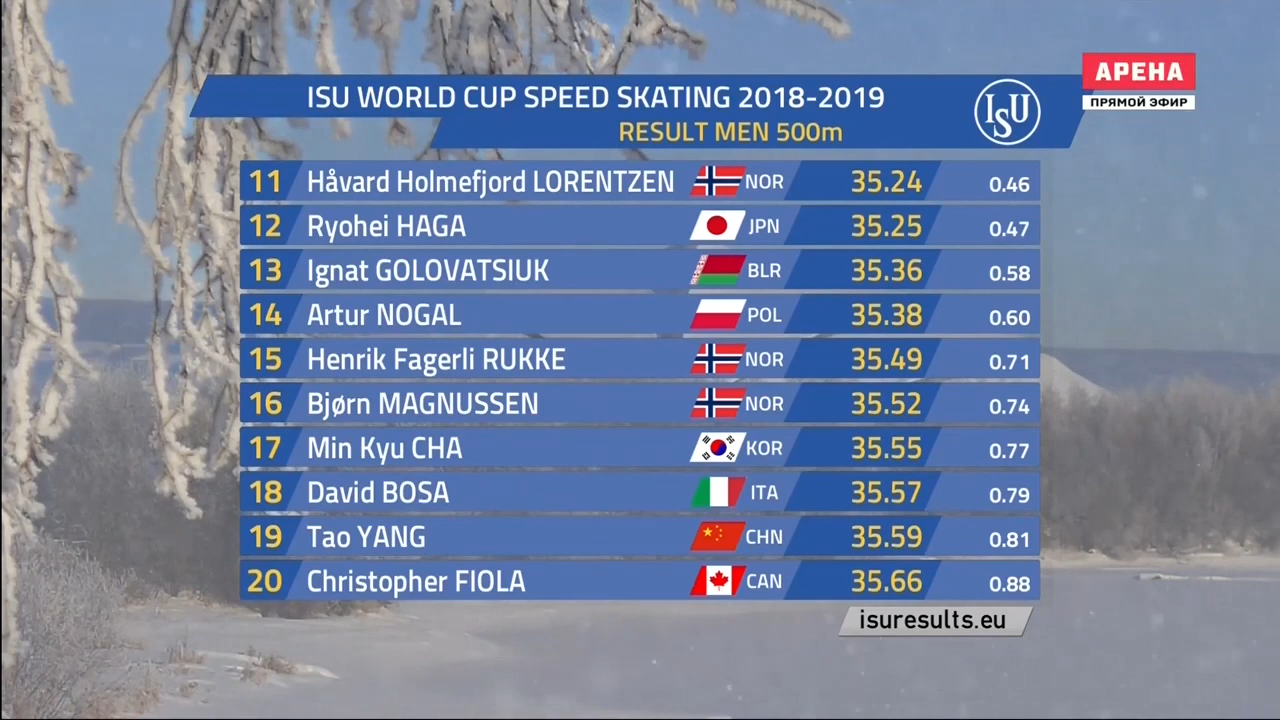 АРЕНА
ПРЯМОЙ ЭФИР
ISU WORLD CUP SPEED SKATING 2018-2019
ISU
RESULT MEN 500m
11 Håvard Holmefjord LORENTZEN NOR 35.24 0.46
12 Ryohei HAGA JPN 35.25 0.47
13 Ignat GOLOVATSIUK BLR 35.36 0.58
14 Artur NOGAL POL 35.38 0.60
15 Henrik Fagerli RUKKE NOR 35.49 0.71
16 Bjørn MAGNUSSEN NOR 35.52 0.74
17 Min Kyu CHA KOR 35.55 0.77
18 David BOSA ITA 35.57 0.79
19 Tao YANG CHN 35.59 0.81
20 Christopher FIOLA CAN 35.66 0.88
isuresults.eu